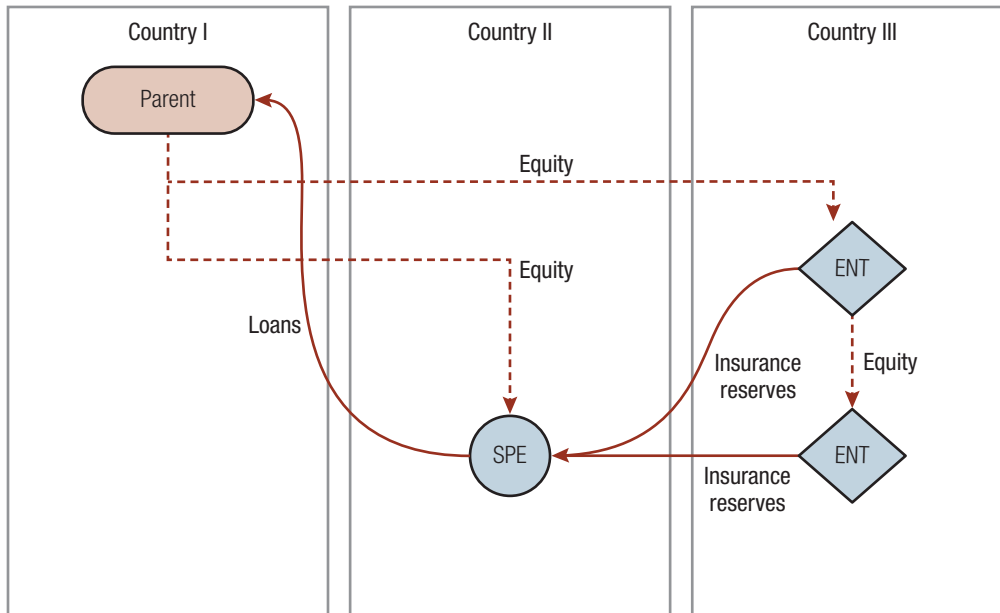 Country I
Country II
Country III
Parent
Equity
ENT
Equity
Loans
Insurance
reserves
Equity
SPE
ENT
Insurance
reserves